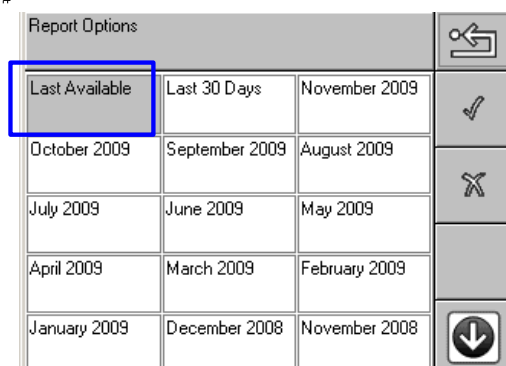 #
Report Options
Last Available Last 30 Days November 2009
October 2009 September 2009 August 2009
July 2009 June 2009 May 2009
April 2009 March 2009 February 2009
January 2009 December 2008 November 2008